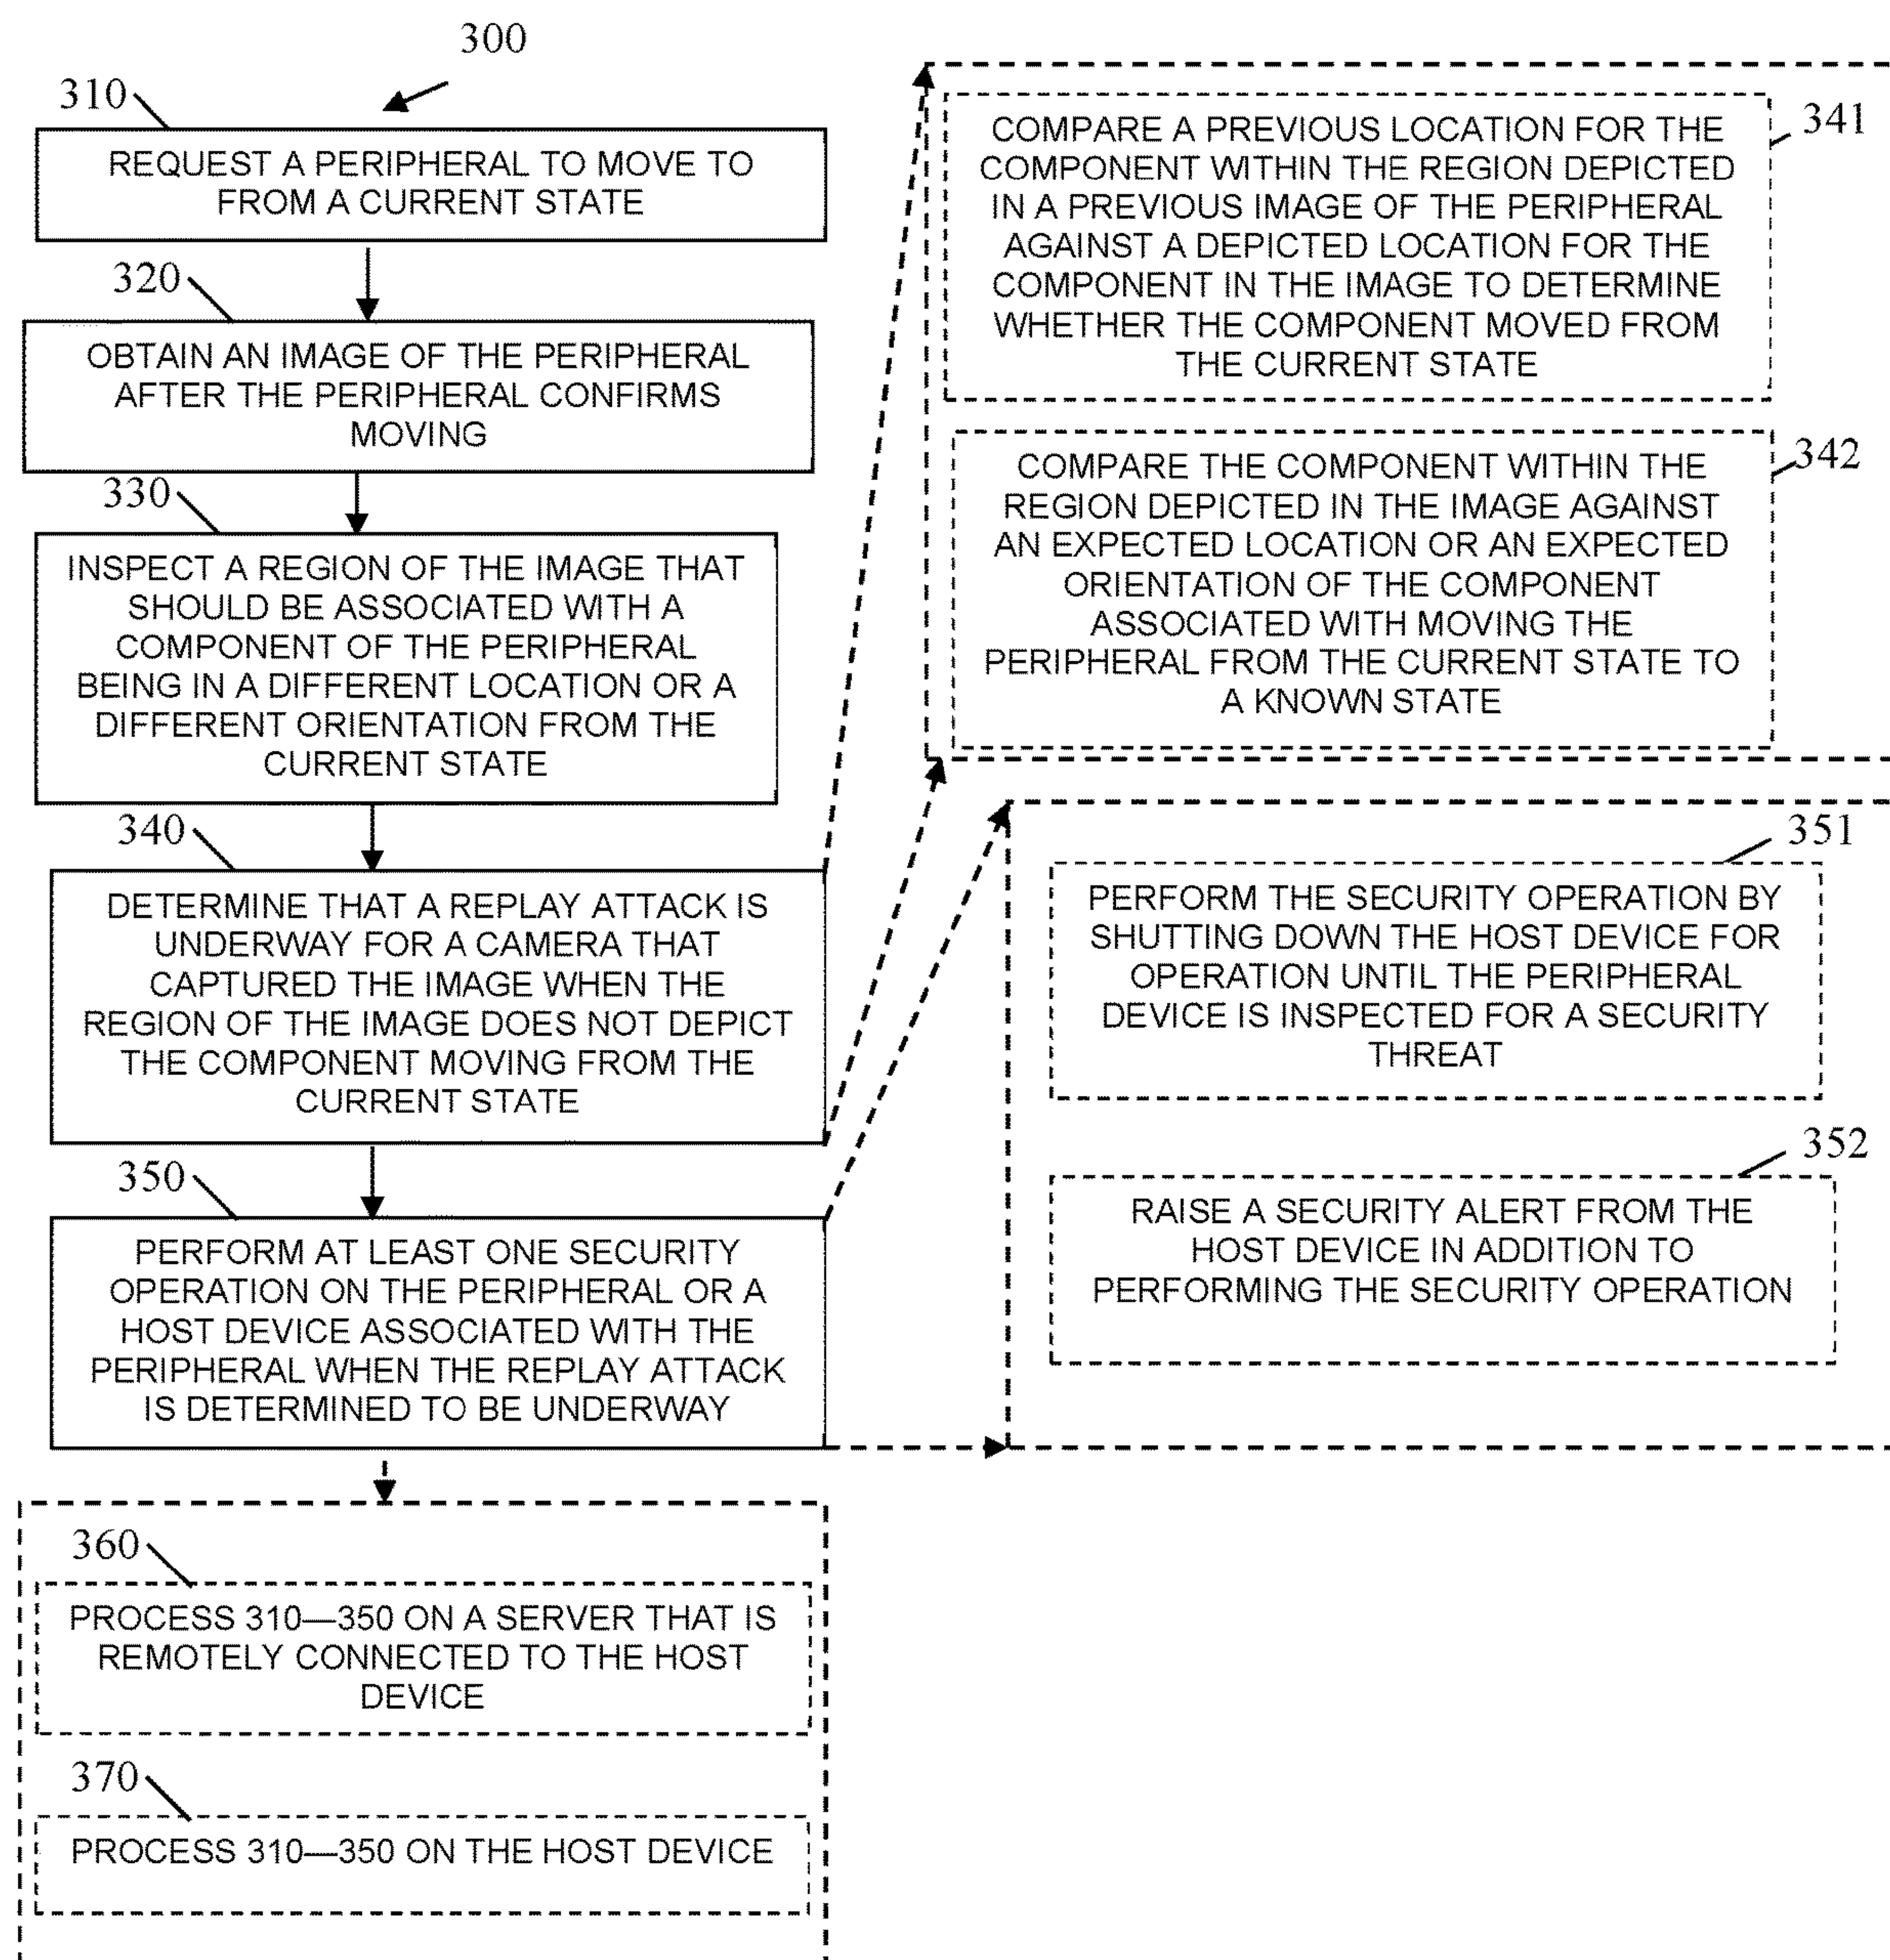 300
310
REQUEST A PERIPHERAL TO MOVE TO
FROM A CURRENT STATE
320
OBTAIN AN IMAGE OF THE PERIPHERAL
AFTER THE PERIPHERAL CONFIRMS
MOVING
330
INSPECT A REGION OF THE IMAGE THAT
SHOULD BE ASSOCIATED WITH A
COMPONENT OF THE PERIPHERAL
BEING IN A DIFFERENT LOCATION OR A
DIFFERENT ORIENTATION FROM THE
CURRENT STATE
340
DETERMINE THAT A REPLAY ATTACK IS
UNDERWAY FOR A CAMERA THAT
CAPTURED THE IMAGE WHEN THE
REGION OF THE IMAGE DOES NOT DEPICT
THE COMPONENT MOVING FROM THE
CURRENT STATE
350
PERFORM AT LEAST ONE SECURITY
OPERATION ON THE PERIPHERAL OR A
HOST DEVICE ASSOCIATED WITH THE
PERIPHERAL WHEN THE REPLAY ATTACK
IS DETERMINED TO BE UNDERWAY
360
PROCESS 310—350 ON A SERVER THAT IS
REMOTELY CONNECTED TO THE HOST
DEVICE
370
PROCESS 310—350 ON THE HOST DEVICE
341
COMPARE A PREVIOUS LOCATION FOR THE
COMPONENT WITHIN THE REGION DEPICTED
IN A PREVIOUS IMAGE OF THE PERIPHERAL
AGAINST A DEPICTED LOCATION FOR THE
COMPONENT IN THE IMAGE TO DETERMINE
WHETHER THE COMPONENT MOVED FROM
THE CURRENT STATE
342
COMPARE THE COMPONENT WITHIN THE
REGION DEPICTED IN THE IMAGE AGAINST
AN EXPECTED LOCATION OR AN EXPECTED
ORIENTATION OF THE COMPONENT
ASSOCIATED WITH MOVING THE
PERIPHERAL FROM THE CURRENT STATE TO
A KNOWN STATE
351
PERFORM THE SECURITY OPERATION BY
SHUTTING DOWN THE HOST DEVICE FOR
OPERATION UNTIL THE PERIPHERAL
DEVICE IS INSPECTED FOR A SECURITY
THREAT
352
RAISE A SECURITY ALERT FROM THE
HOST DEVICE IN ADDITION TO
PERFORMING THE SECURITY OPERATION